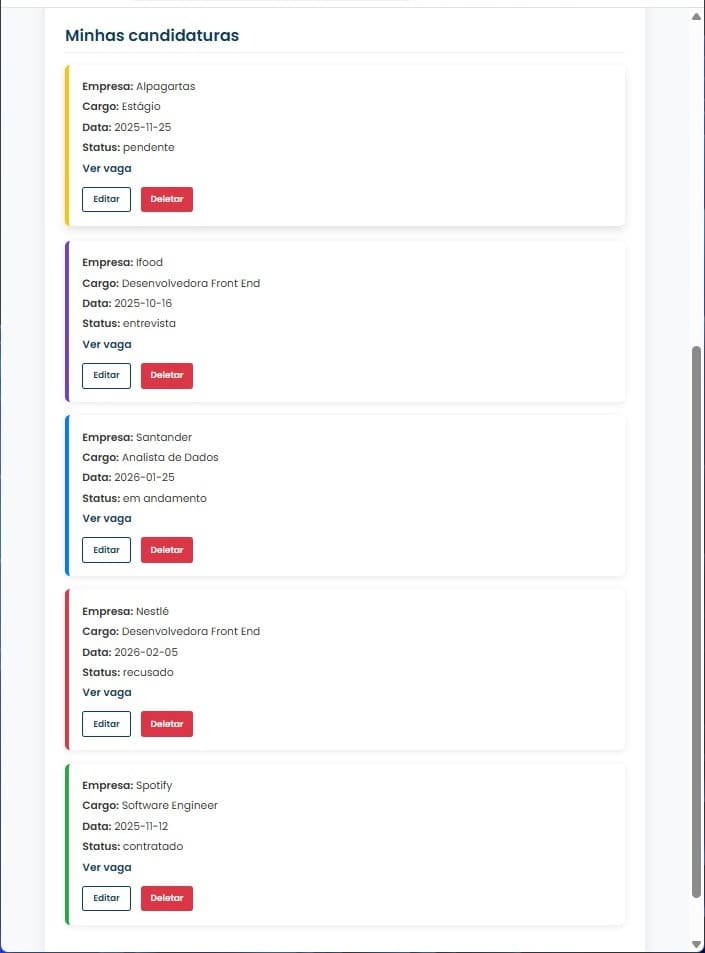 Minhas candidaturas
Empresa: Alpagartas
Cargo: Estágio
Data: 2025-11-25
Status: pendente
Ver vaga
Editar Deletar
Empresa: Ifood
Cargo: Desenvolvedora Front End
Data: 2025-10-16
Status: entrevista
Ver vaga
Editar Deletar
Empresa: Santander
Cargo: Analista de Dados
Data: 2026-01-25
Status: em andamento
Ver vaga
Editar Deletar
Empresa: Nestlé
Cargo: Desenvolvedora Front End
Data: 2026-02-05
Status: recusado
Ver vaga
Editar Deletar
Empresa: Spotify
Cargo: Software Engineer
Data: 2025-11-12
Status: contratado
Ver vaga
Editar Deletar